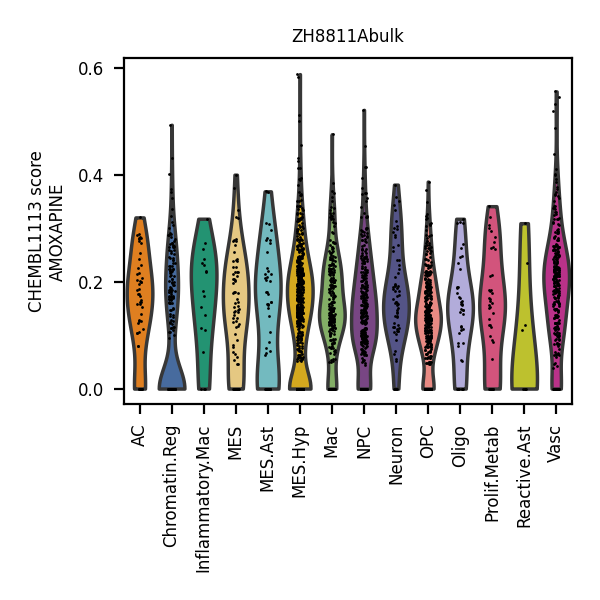 ZH8811Abulk
CHEMBL1113 score
AMOXAPINE
0.6
0.4
0.2
0.0
AC
Chromatin.Reg
Inflammatory.Mac
MES
MES.Ast
MES.Hyp
Mac
NPC
Neuron
OPC
Oligo
Prolif.Metab
Reactive.Ast
Vasc